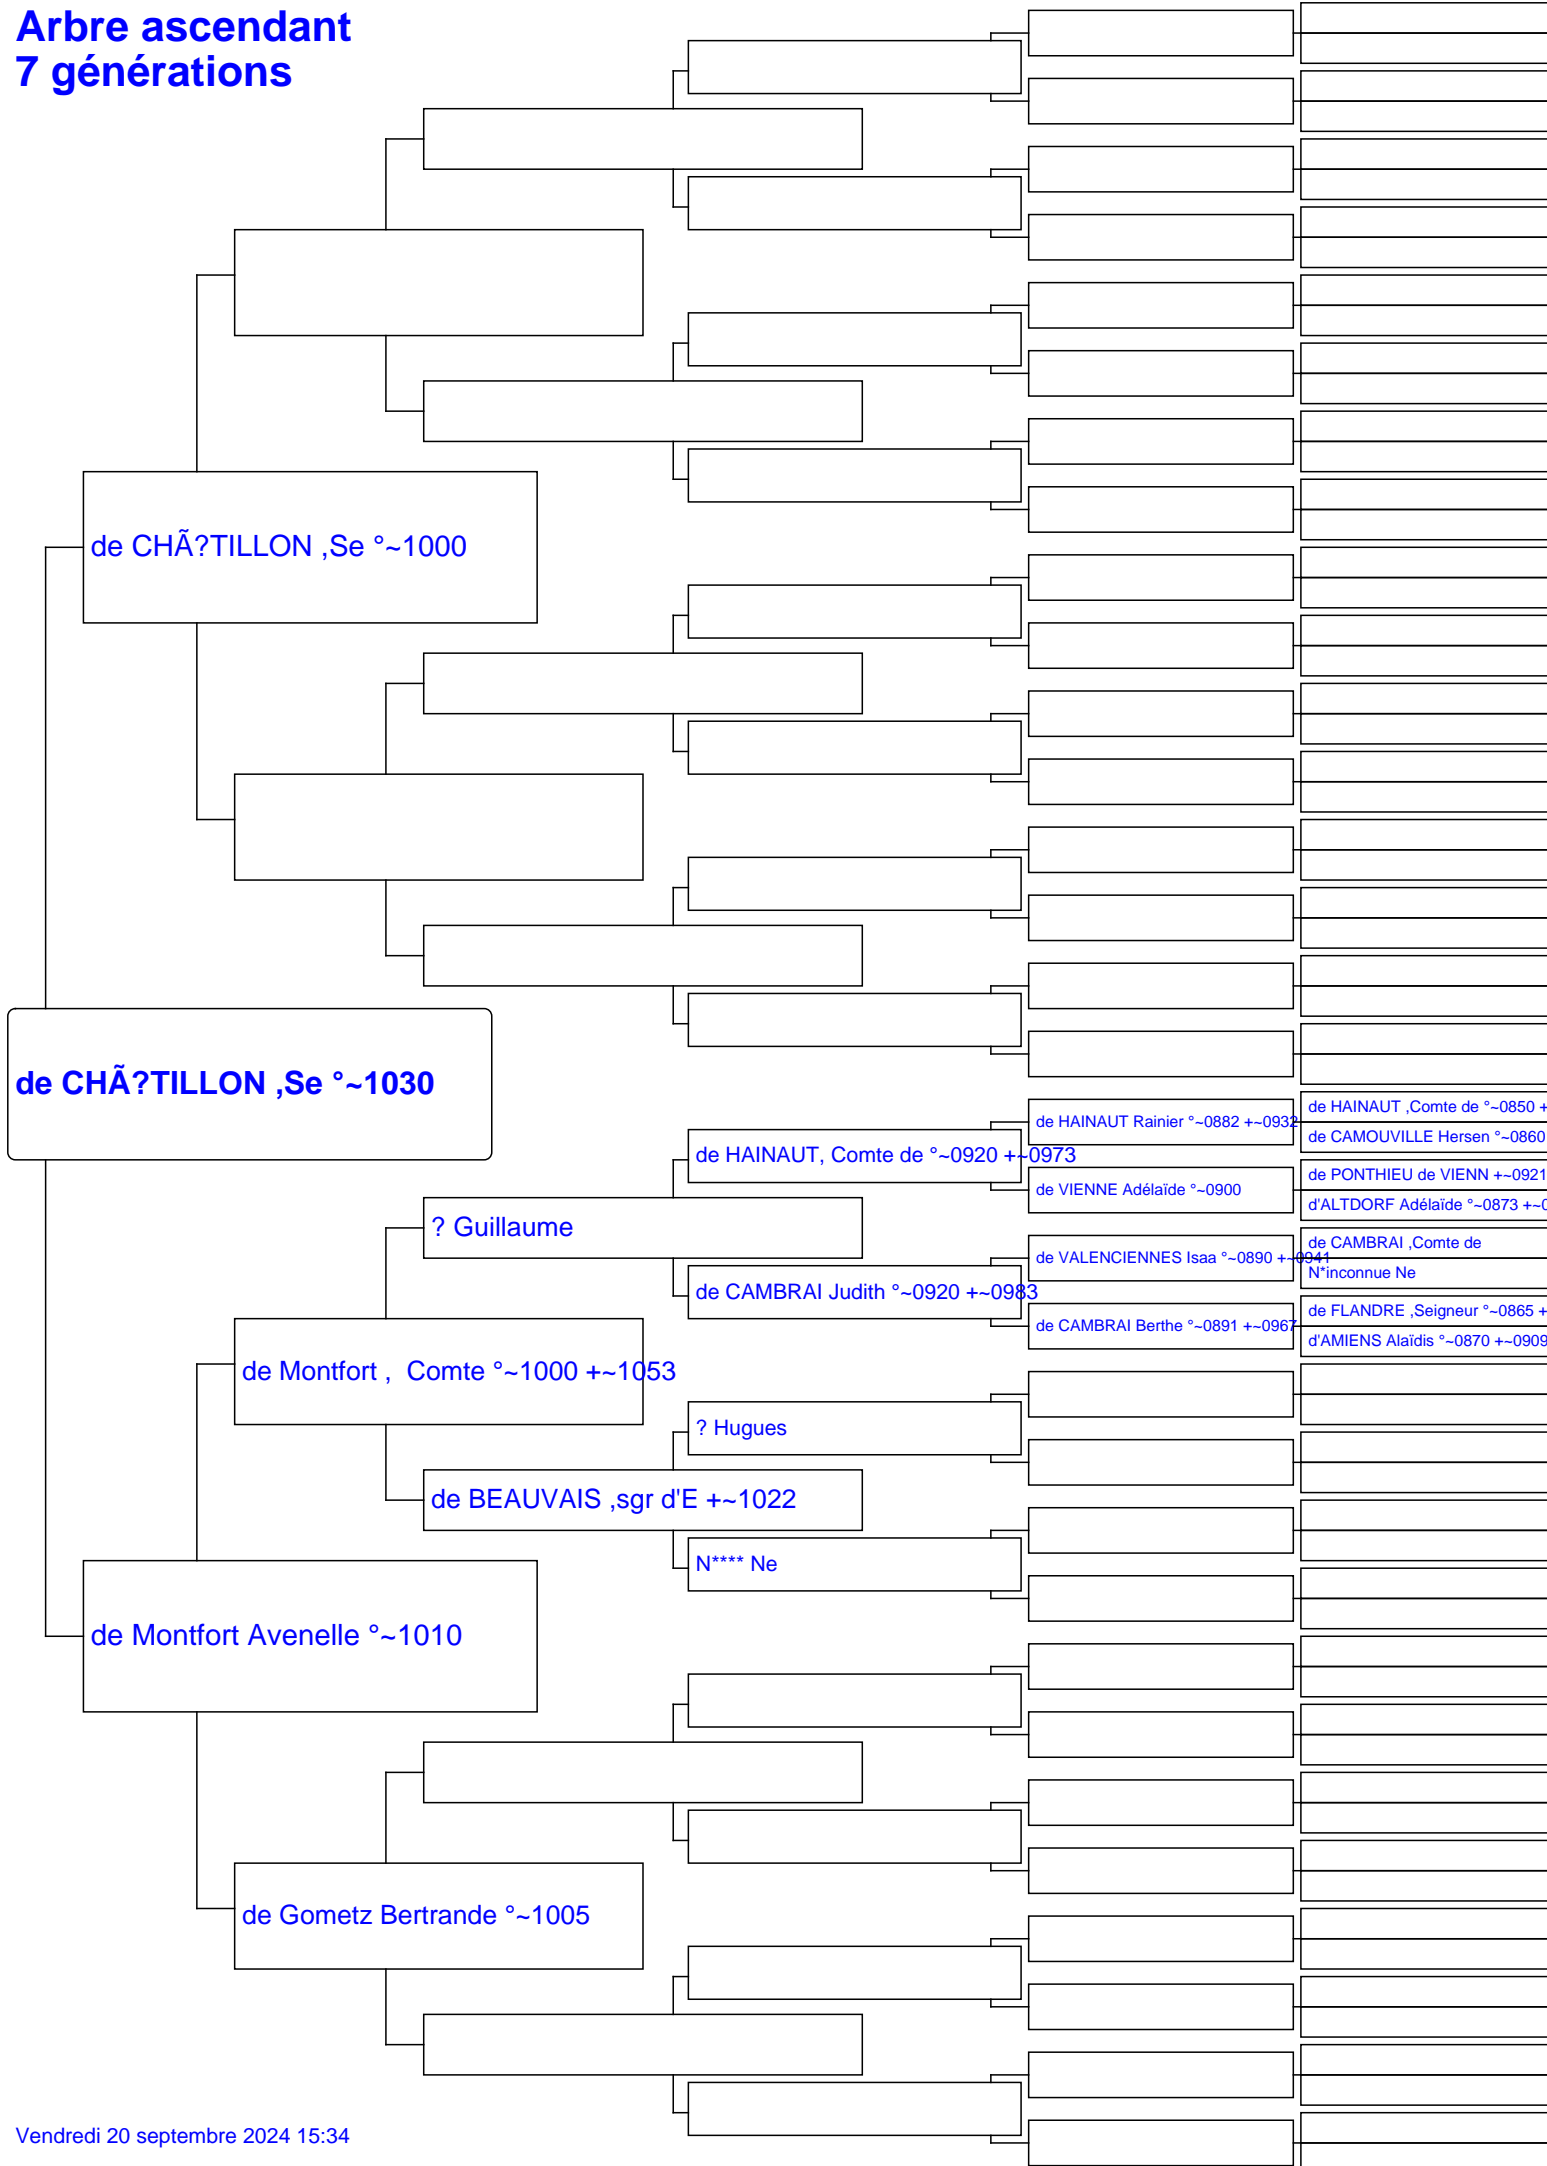 Arbre ascendant
7 générations
de CHÃ?TILLON ,Se °~1000
de CHÃ?TILLON ,Se °~1030
de HAINAUT Rainier °~0882 +~0932
de HAINAUT ,Comte de °~0850 +
de CAMOUVILLE Hersen °~0860
de HAINAUT, Comte de °~0920 +~0973
de VIENNE Adélaïde °~0900
de PONTHIEU de VIENN +~0921
d'ALTDORF Adélaïde °~0873 +~0
? Guillaume
de VALENCIENNES Isaa °~0890 +~0941
de CAMBRAI ,Comte de
N*inconnue Ne
de CAMBRAI Judith °~0920 +~0983
de CAMBRAI Berthe °~0891 +~0967
de FLANDRE ,Seigneur °~0865 +
d'AMIENS Alaïdis °~0870 +~0909
de Montfort ,  Comte °~1000 +~1053
? Hugues
de BEAUVAIS ,sgr d'E +~1022
N**** Ne
de Montfort Avenelle °~1010
de Gometz Bertrande °~1005
Vendredi 20 septembre 2024 15:34